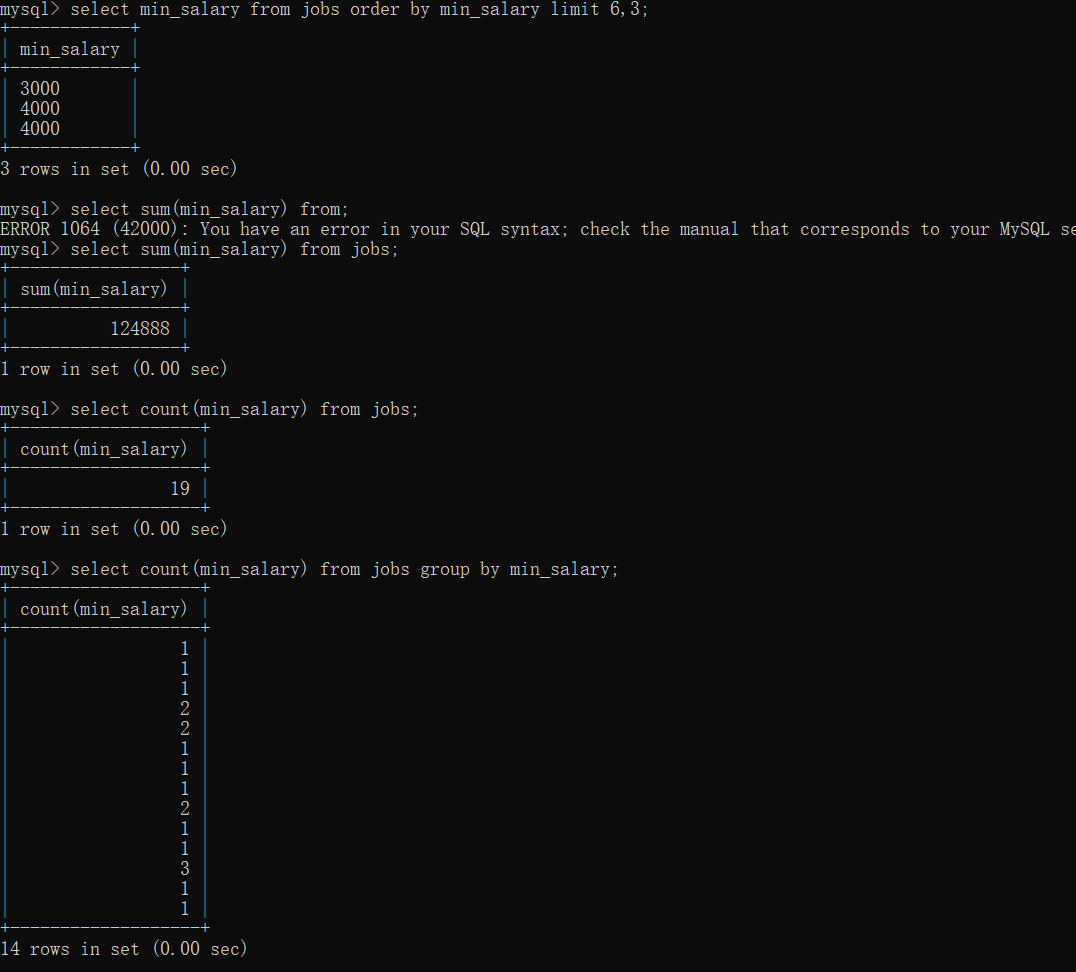 mysql> select min_salary from jobs order by min_salary limit 6,3;
+------------+
| min_salary |
+------------+
| 3000       |
| 4000       |
| 4000       |
+------------+
3 rows in set (0.00 sec)

mysql> select sum(min_salary) from;
ERROR 1064 (42000): You have an error in your SQL syntax; check the manual that corresponds to your MySQL se
mysql> select sum(min_salary) from jobs;
+-----------------+
| sum(min_salary) |
+-----------------+
|          124888 |
+-----------------+
1 row in set (0.00 sec)

mysql> select count(min_salary) from jobs;
+-------------------+
| count(min_salary) |
+-------------------+
|                19 |
+-------------------+
1 row in set (0.00 sec)

mysql> select count(min_salary) from jobs group by min_salary;
+-------------------+
| count(min_salary) |
+-------------------+
|                 1 |
|                 1 |
|                 1 |
|                 2 |
|                 2 |
|                 1 |
|                 1 |
|                 1 |
|                 2 |
|                 1 |
|                 1 |
|                 3 |
|                 1 |
|                 1 |
+-------------------+
14 rows in set (0.00 sec)